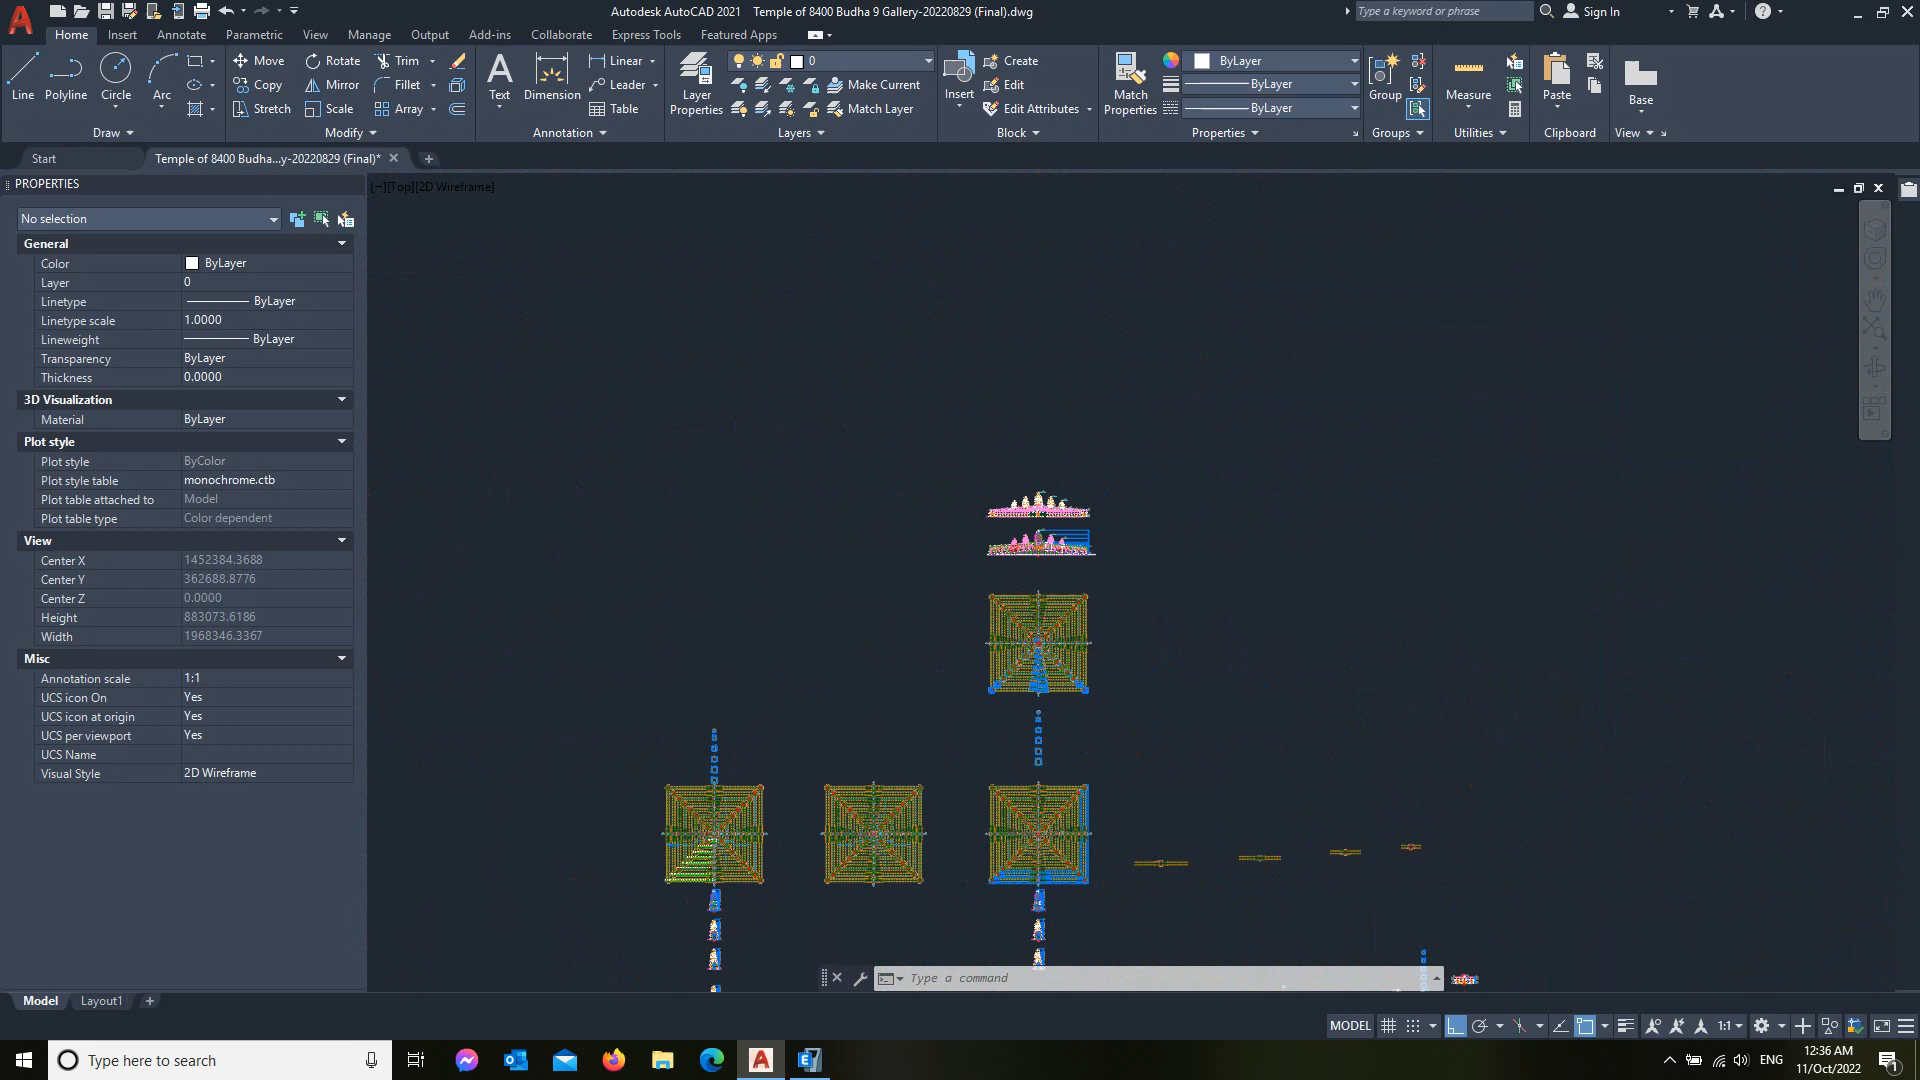 Autodesk AutoCAD 2021 Temple of 8400 Budha 9 Gallery-20220829 (Final).dwg
Type a keyword or phrase
Sign In
Home Insert Annotate Parametric View Manage Output Add-ins Collaborate Express Tools Featured Apps
Line Polyline Circle Arc
Move Rotate Trim
Copy Mirror Fillet
Stretch Scale Array
Text Dimension
Linear
Leader
Table
Layer Properties
0
Make Current
Match Layer
Insert
Create
Edit
Edit Attributes
Match Properties
ByLayer
ByLayer
ByLayer
Group
Measure
Paste
Base
Draw Modify Annotation Layers Block Properties Groups Utilities Clipboard View
Start
Temple of 8400 Budha...y-20220829 (Final)*
PROPERTIES
[−][Top][2D Wireframe]
No selection
General
Color ByLayer
Layer 0
Linetype ByLayer
Linetype scale 1.0000
Lineweight ByLayer
Transparency ByLayer
Thickness 0.0000
3D Visualization
Material ByLayer
Plot style
Plot style ByColor
Plot style table monochrome.ctb
Plot table attached to Model
Plot table type Color dependent
View
Center X 1452384.3688
Center Y 362688.8776
Center Z 0.0000
Height 883073.6186
Width 1968346.3367
Misc
Annotation scale 1:1
UCS icon On Yes
UCS icon at origin Yes
UCS per viewport Yes
UCS Name
Visual Style 2D Wireframe
Type a command
Model Layout1
MODEL
1:1
Type here to search
ENG
12:36 AM
11/Oct/2022
1